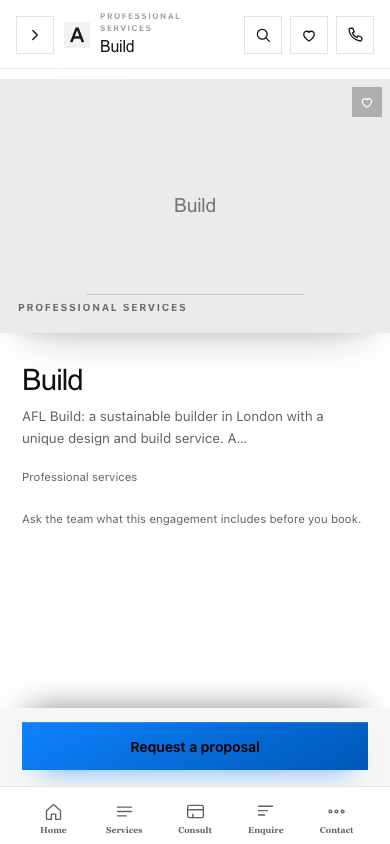 PROFESSIONAL
SERVICES
A
Build
Build
PROFESSIONAL SERVICES
Build
AFL Build: a sustainable builder in London with a
unique design and build service. A...
Professional services
Ask the team what this engagement includes before you book.
Request a proposal
Home
Services
Consult
Enquire
Contact